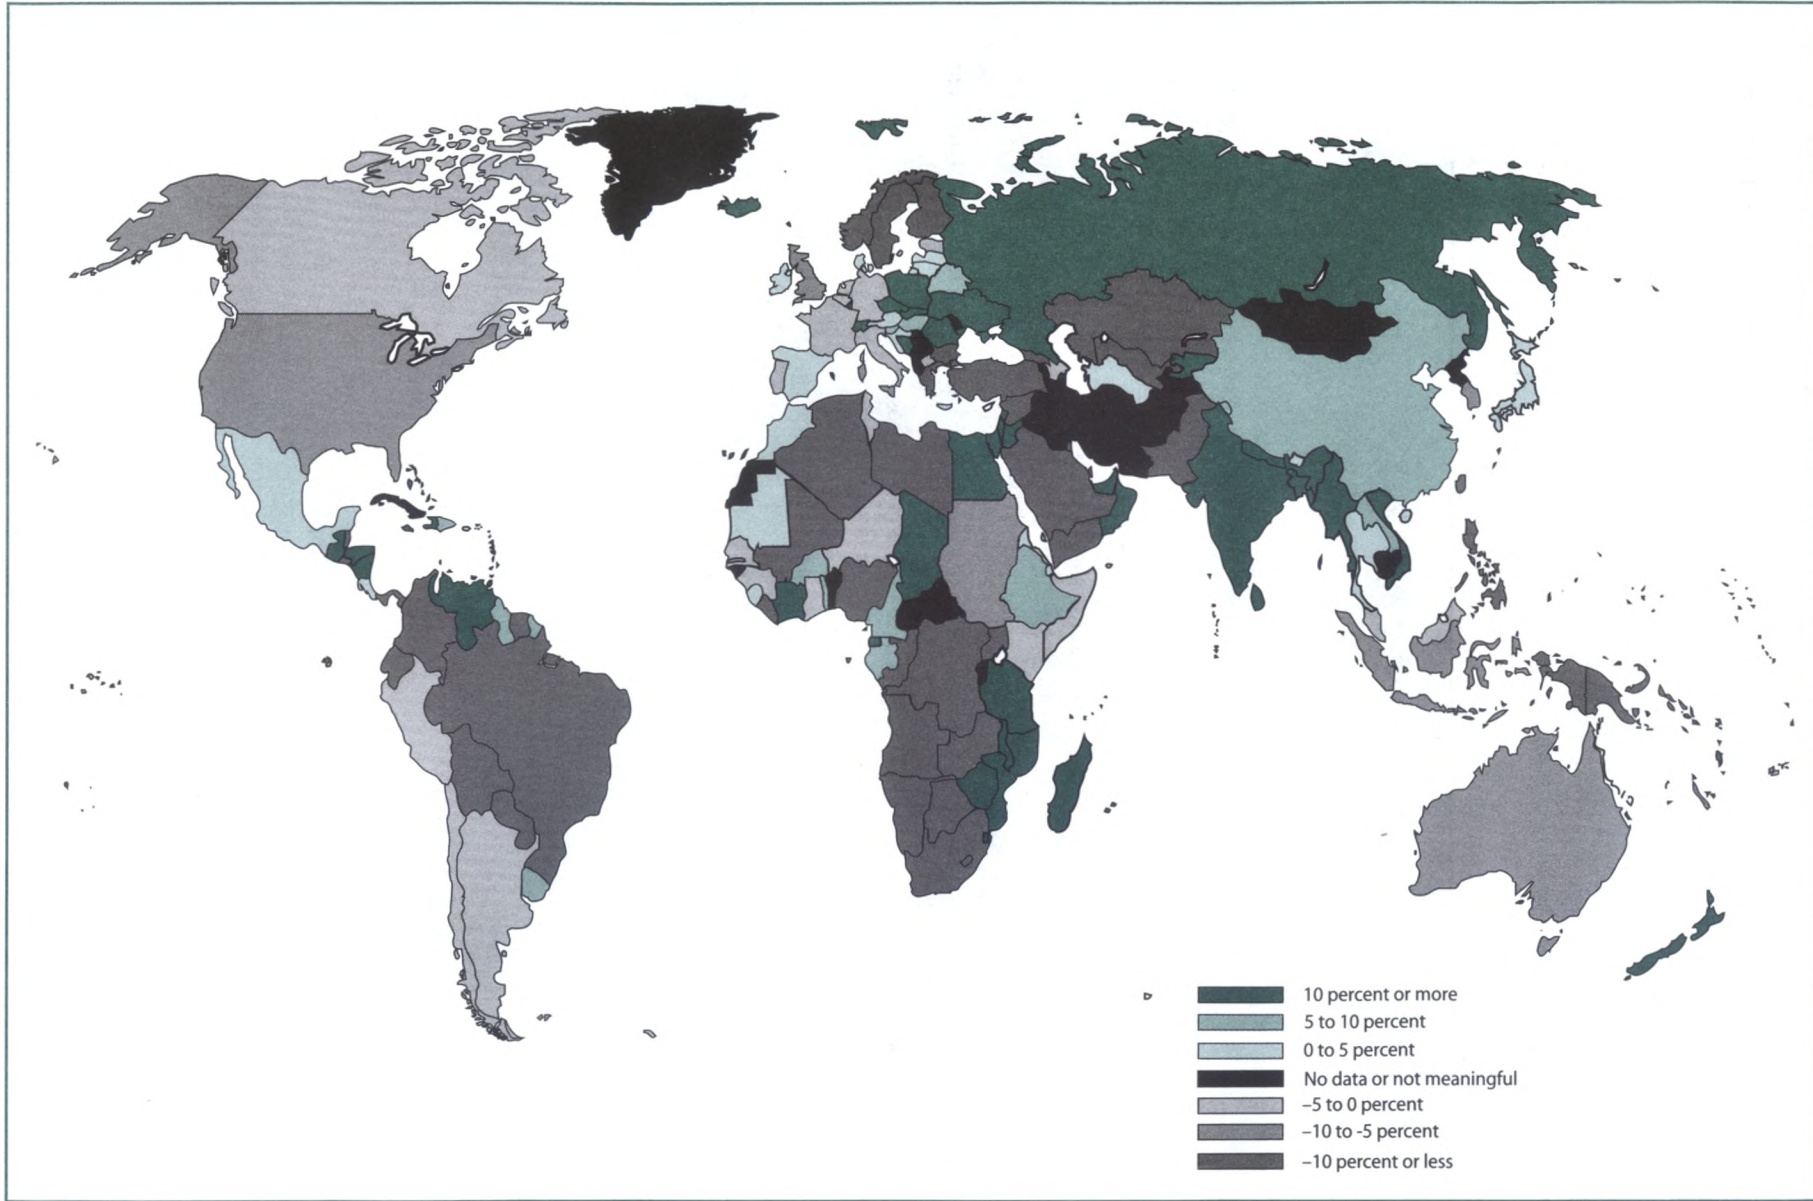 10 percent or more
5 to 10 percent
0 to 5 percent
No data or not meaningful
–5 to 0 percent
–10 to -5 percent
–10 percent or less